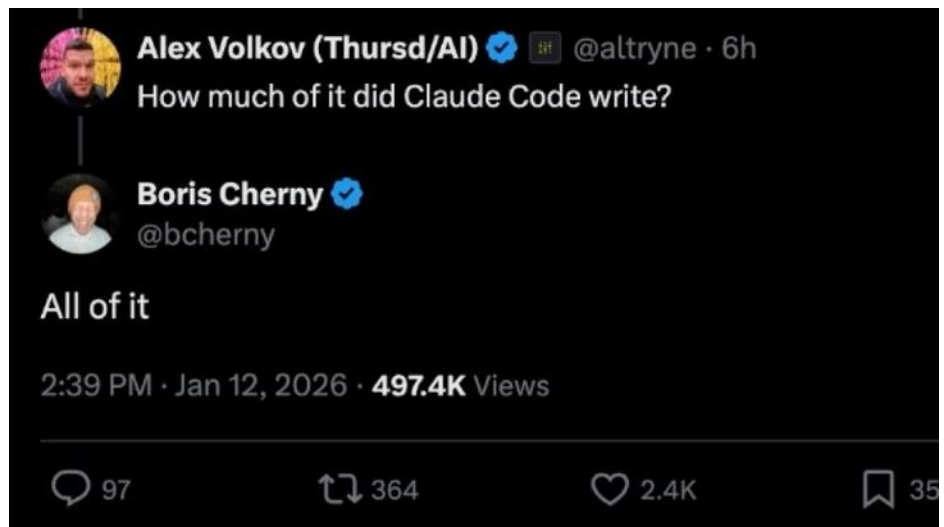 Alex Volkov (Thursd/AI) @altryne · 6h
How much of it did Claude Code write?
Boris Cherny
@bcherny
All of it
2:39 PM · Jan 12, 2026 · 497.4K Views
97 364 2.4K 35